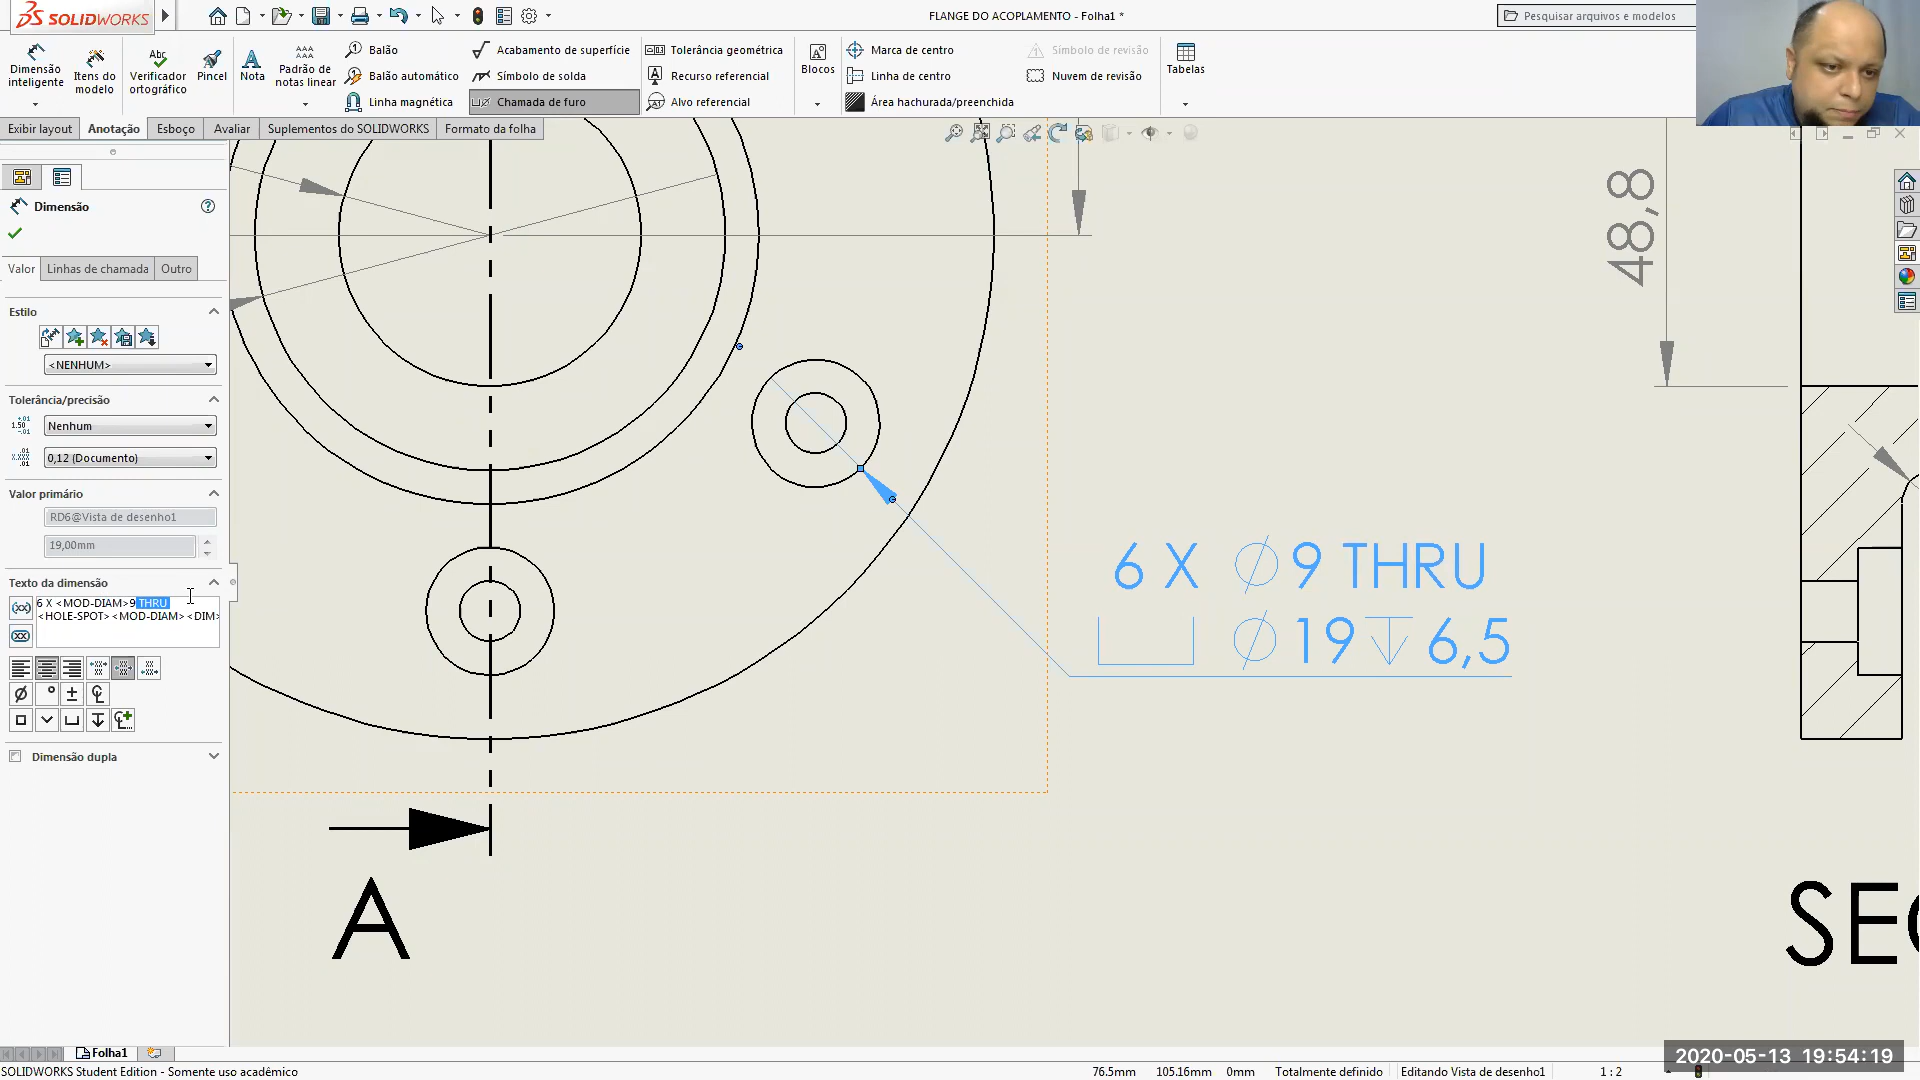 SOLIDWORKS
FLANGE DO ACOPLAMENTO - Folha1 *
Pesquisar arquivos e modelos
Dimensão inteligente
Itens do modelo
Abc
Verificador ortográfico
Pincel
Nota
Padrão de notas linear
Balão
Balão automático
Linha magnética
Acabamento de superfície
Símbolo de solda
Chamada de furo
Tolerância geométrica
Recurso referencial
Alvo referencial
Blocos
Marca de centro
Linha de centro
Área hachurada/preenchida
Símbolo de revisão
Nuvem de revisão
Tabelas
Exibir layout
Anotação
Esboço
Avaliar
Suplementos do SOLIDWORKS
Formato da folha
Dimensão
Valor
Linhas de chamada
Outro
Estilo
<NENHUM>
Tolerância/precisão
Nenhum
0,12 (Documento)
Valor primário
RD6@Vista de desenho1
19,00mm
Texto da dimensão
6 X <MOD-DIAM>9 THRU
<HOLE-SPOT><MOD-DIAM><DIM>
Dimensão dupla
48,8
6 X ∅9 THRU
⌴ ∅19↧6,5
A
SEÇ
Folha1
2020-05-13 19:54:19
SOLIDWORKS Student Edition - Somente uso acadêmico
76.5mm
105.16mm
0mm
Totalmente definido
Editando Vista de desenho1
1 : 2